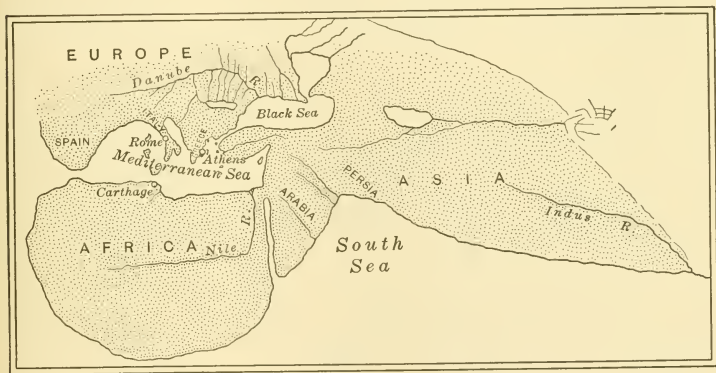 EUROPE
Danube
R
Black Sea
ITALY
SPAIN
Rome
GREECE
Athens
Mediterranean Sea
Carthage
PERSIA
ASIA
ARABIA
Indus R.
AFRICA
Nile
R
South
Sea